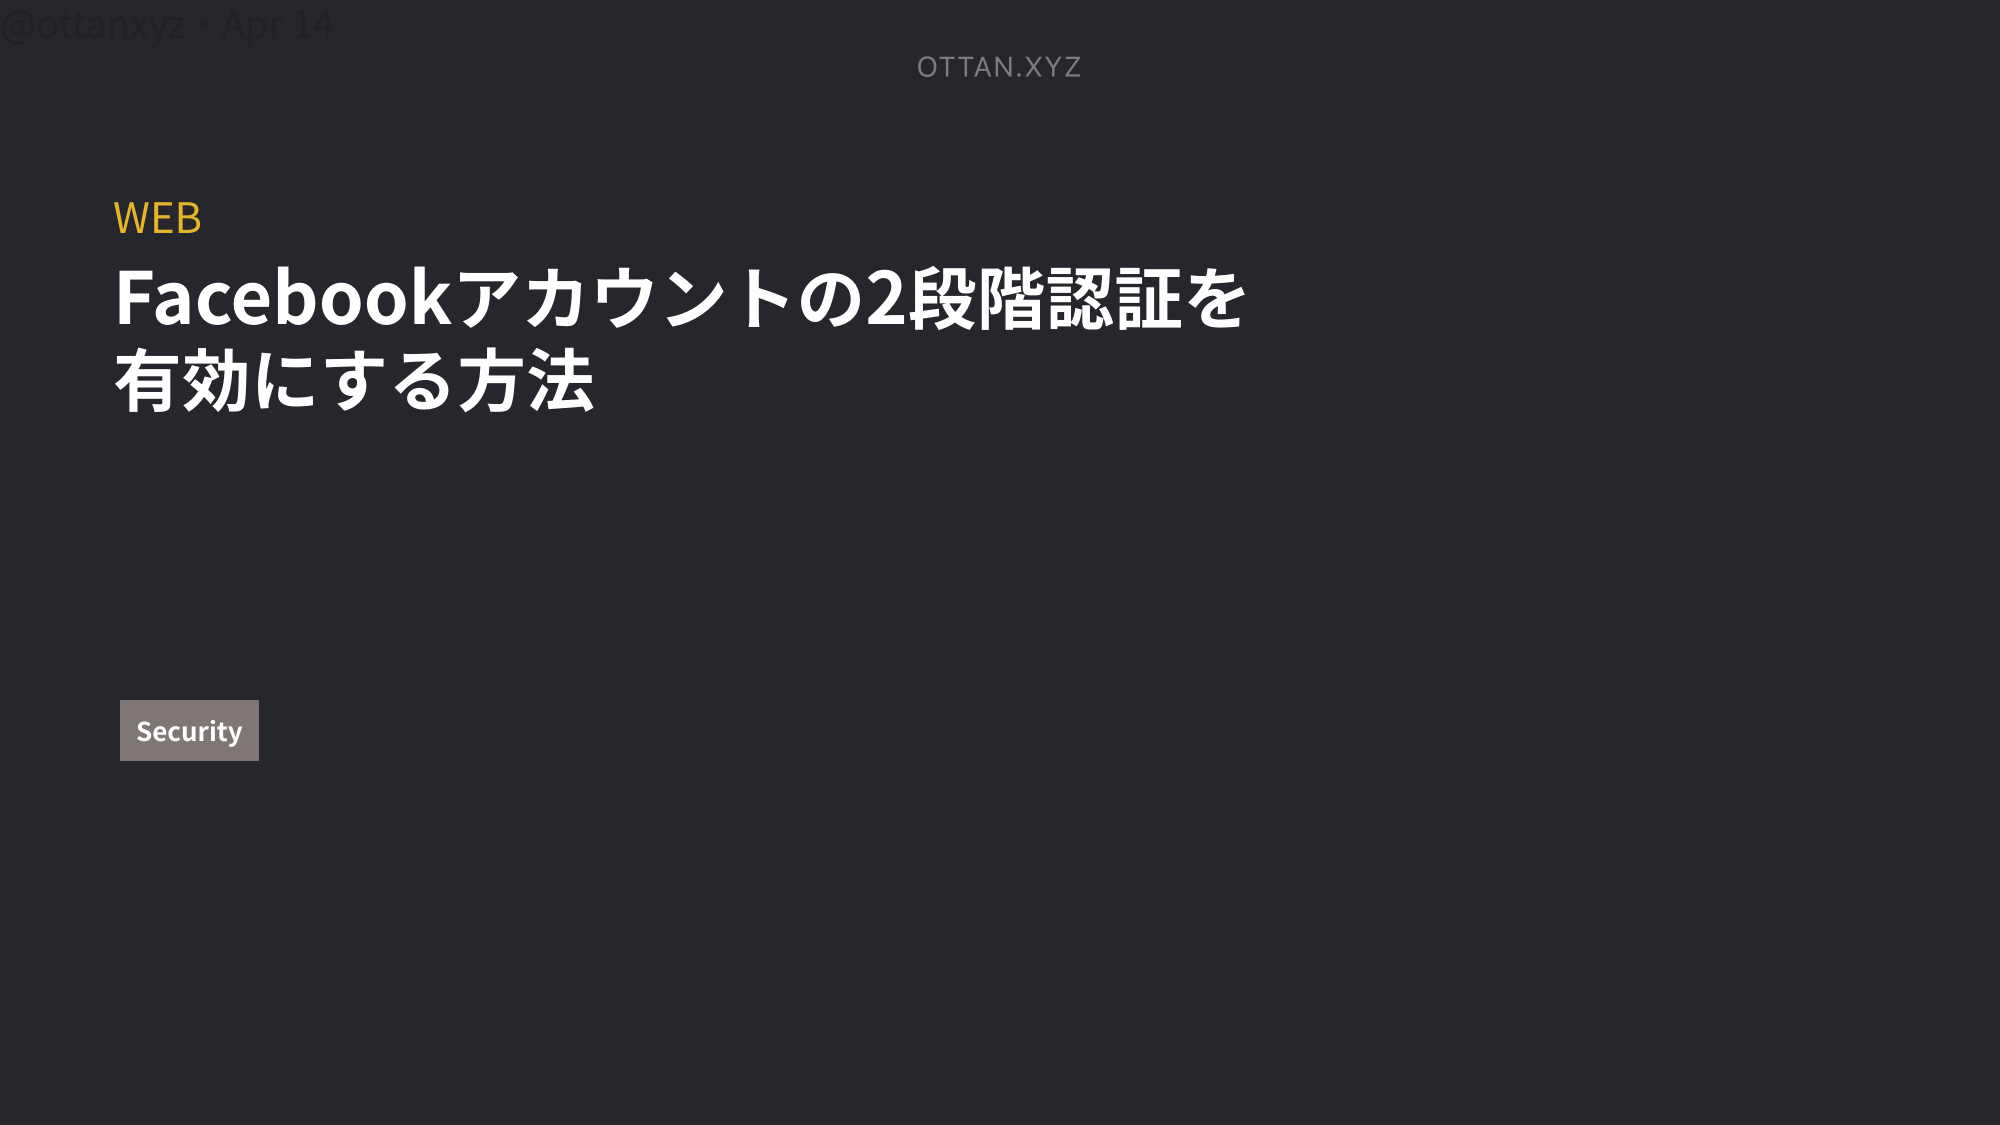 @ottanxyz・Apr 14
OTTAN.XYZ
WEB
Facebookアカウントの2段階認証を
有効にする方法
Security